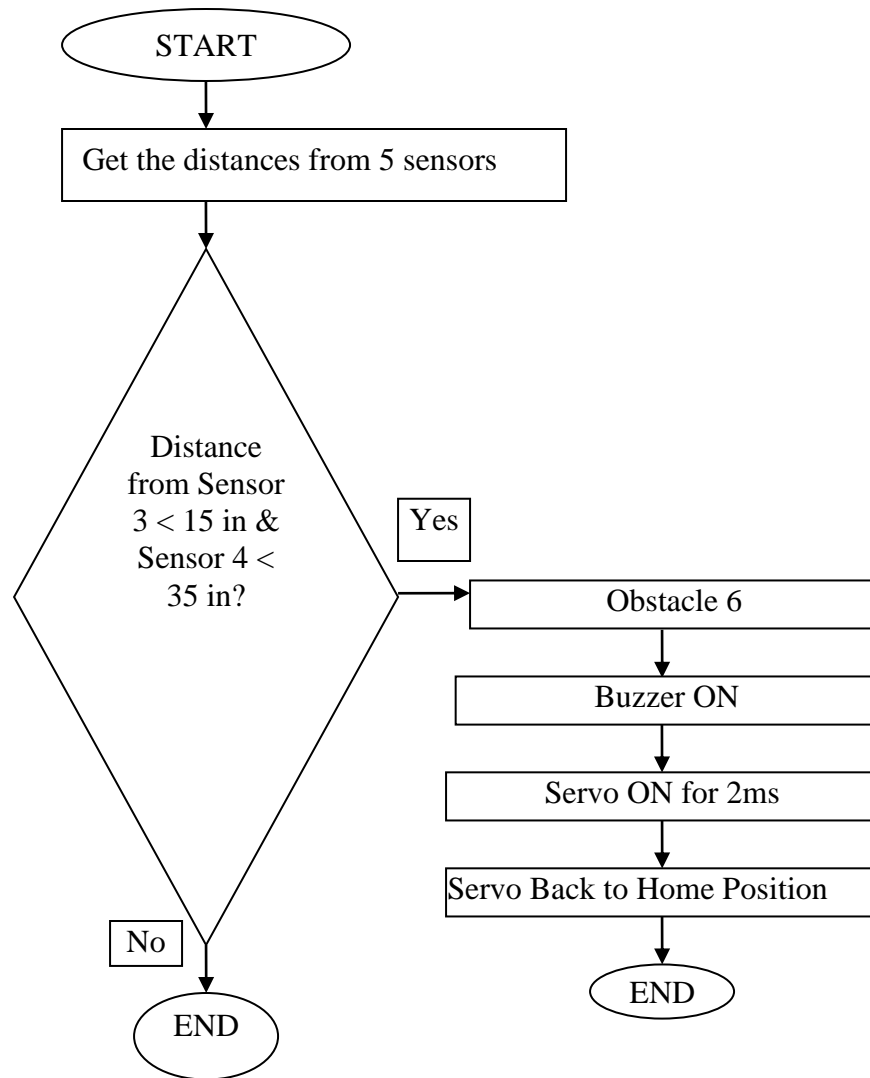 START
Get the distances from 5 sensors
Distance
from Sensor
3 < 15 in &
Sensor 4 <
35 in?
Yes
Obstacle 6
Buzzer ON
Servo ON for 2ms
Servo Back to Home Position
No
END
END